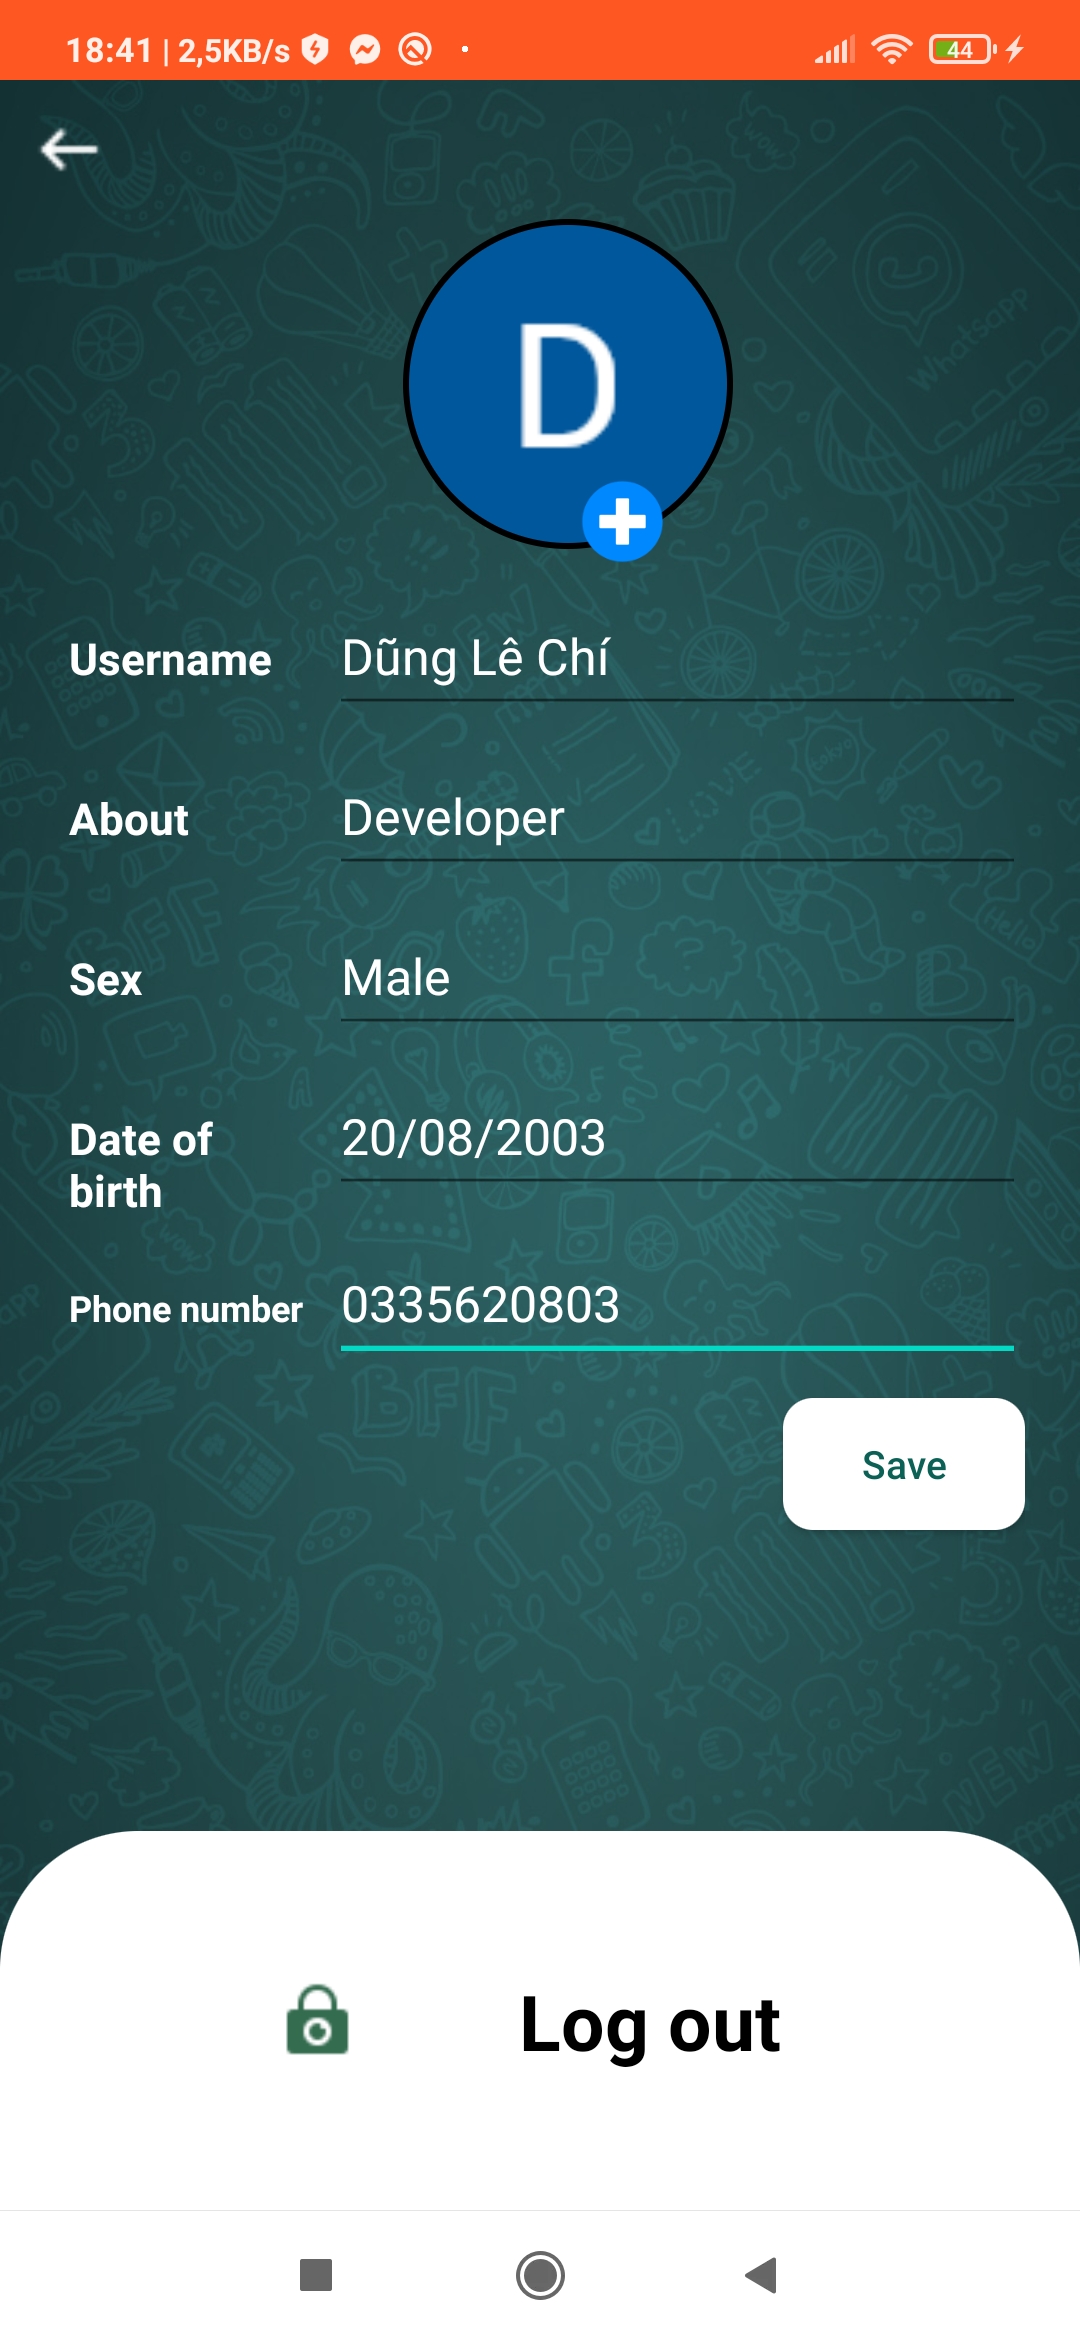 18:41 | 2,5KB/s
44
D
Username Dũng Lê Chí
About Developer
Sex Male
Date of birth 20/08/2003
Phone number 0335620803
Save
Log out